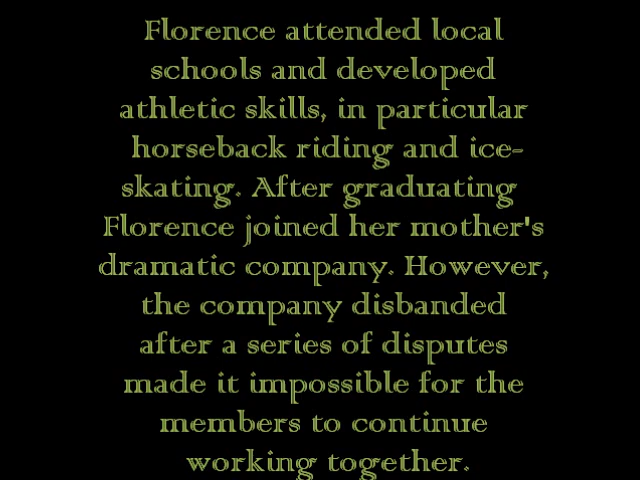 Florence attended local
schools and developed
athletic skills, in particular
horseback riding and ice-
skating. After graduating
Florence joined her mother's
dramatic company. However,
the company disbanded
after a series of disputes
made it impossible for the
members to continue
working together.